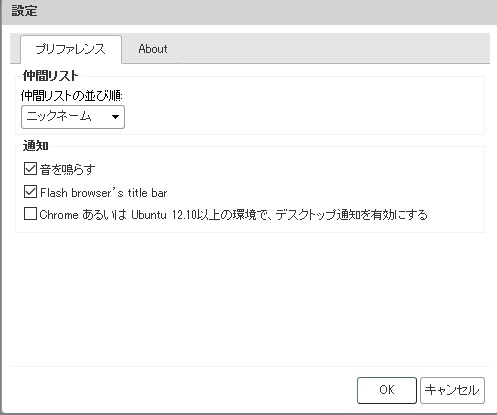 設定
プリファレンス About
仲間リスト
仲間リストの並び順:
ニックネーム
通知
音を鳴らす
Flash browser's title bar
Chrome あるいは Ubuntu 12.10以上の環境で、デスクトップ通知を有効にする
OK キャンセル